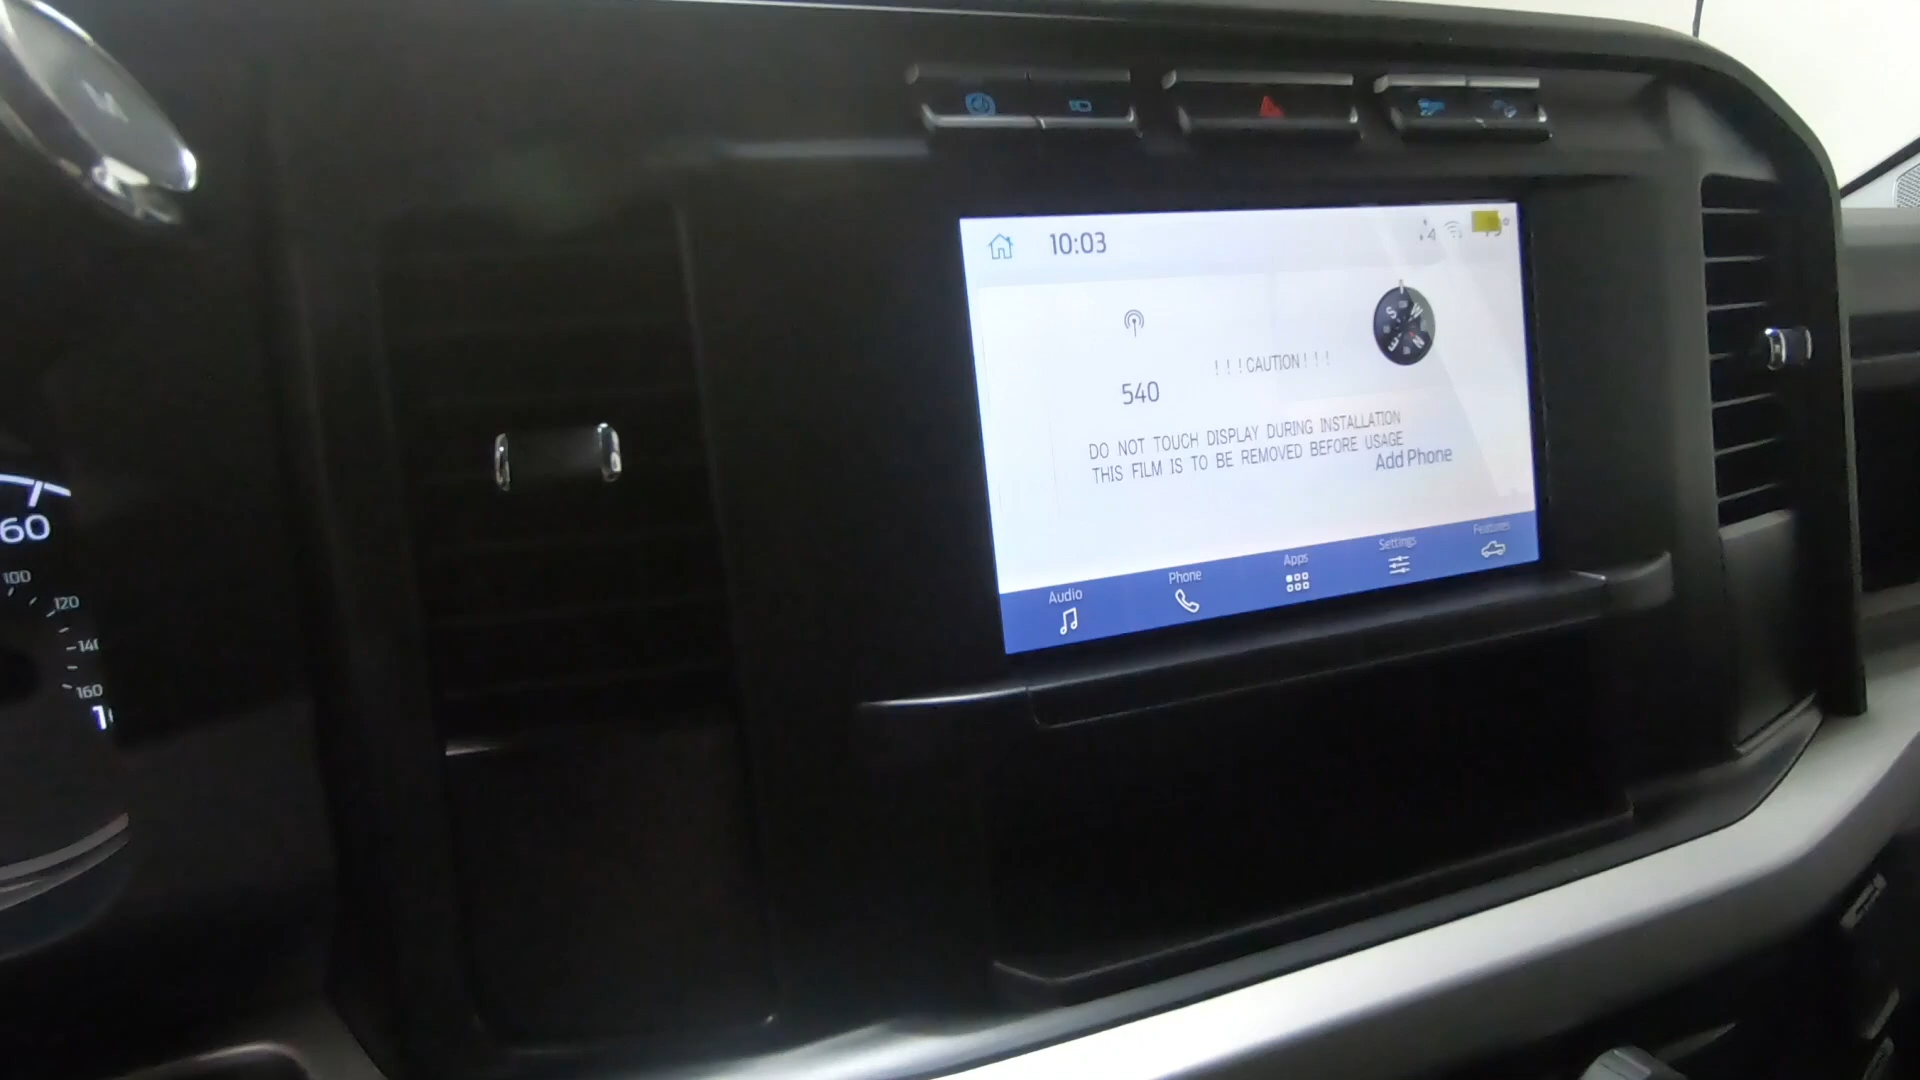 10:03
4
540
! ! ! CAUTION ! ! !
S
W
E
N
DO NOT TOUCH DISPLAY DURING INSTALLATION
THIS FILM IS TO BE REMOVED BEFORE USAGE
Add Phone
Audio
Phone
Apps
Settings
Features
60
100
120
140
160